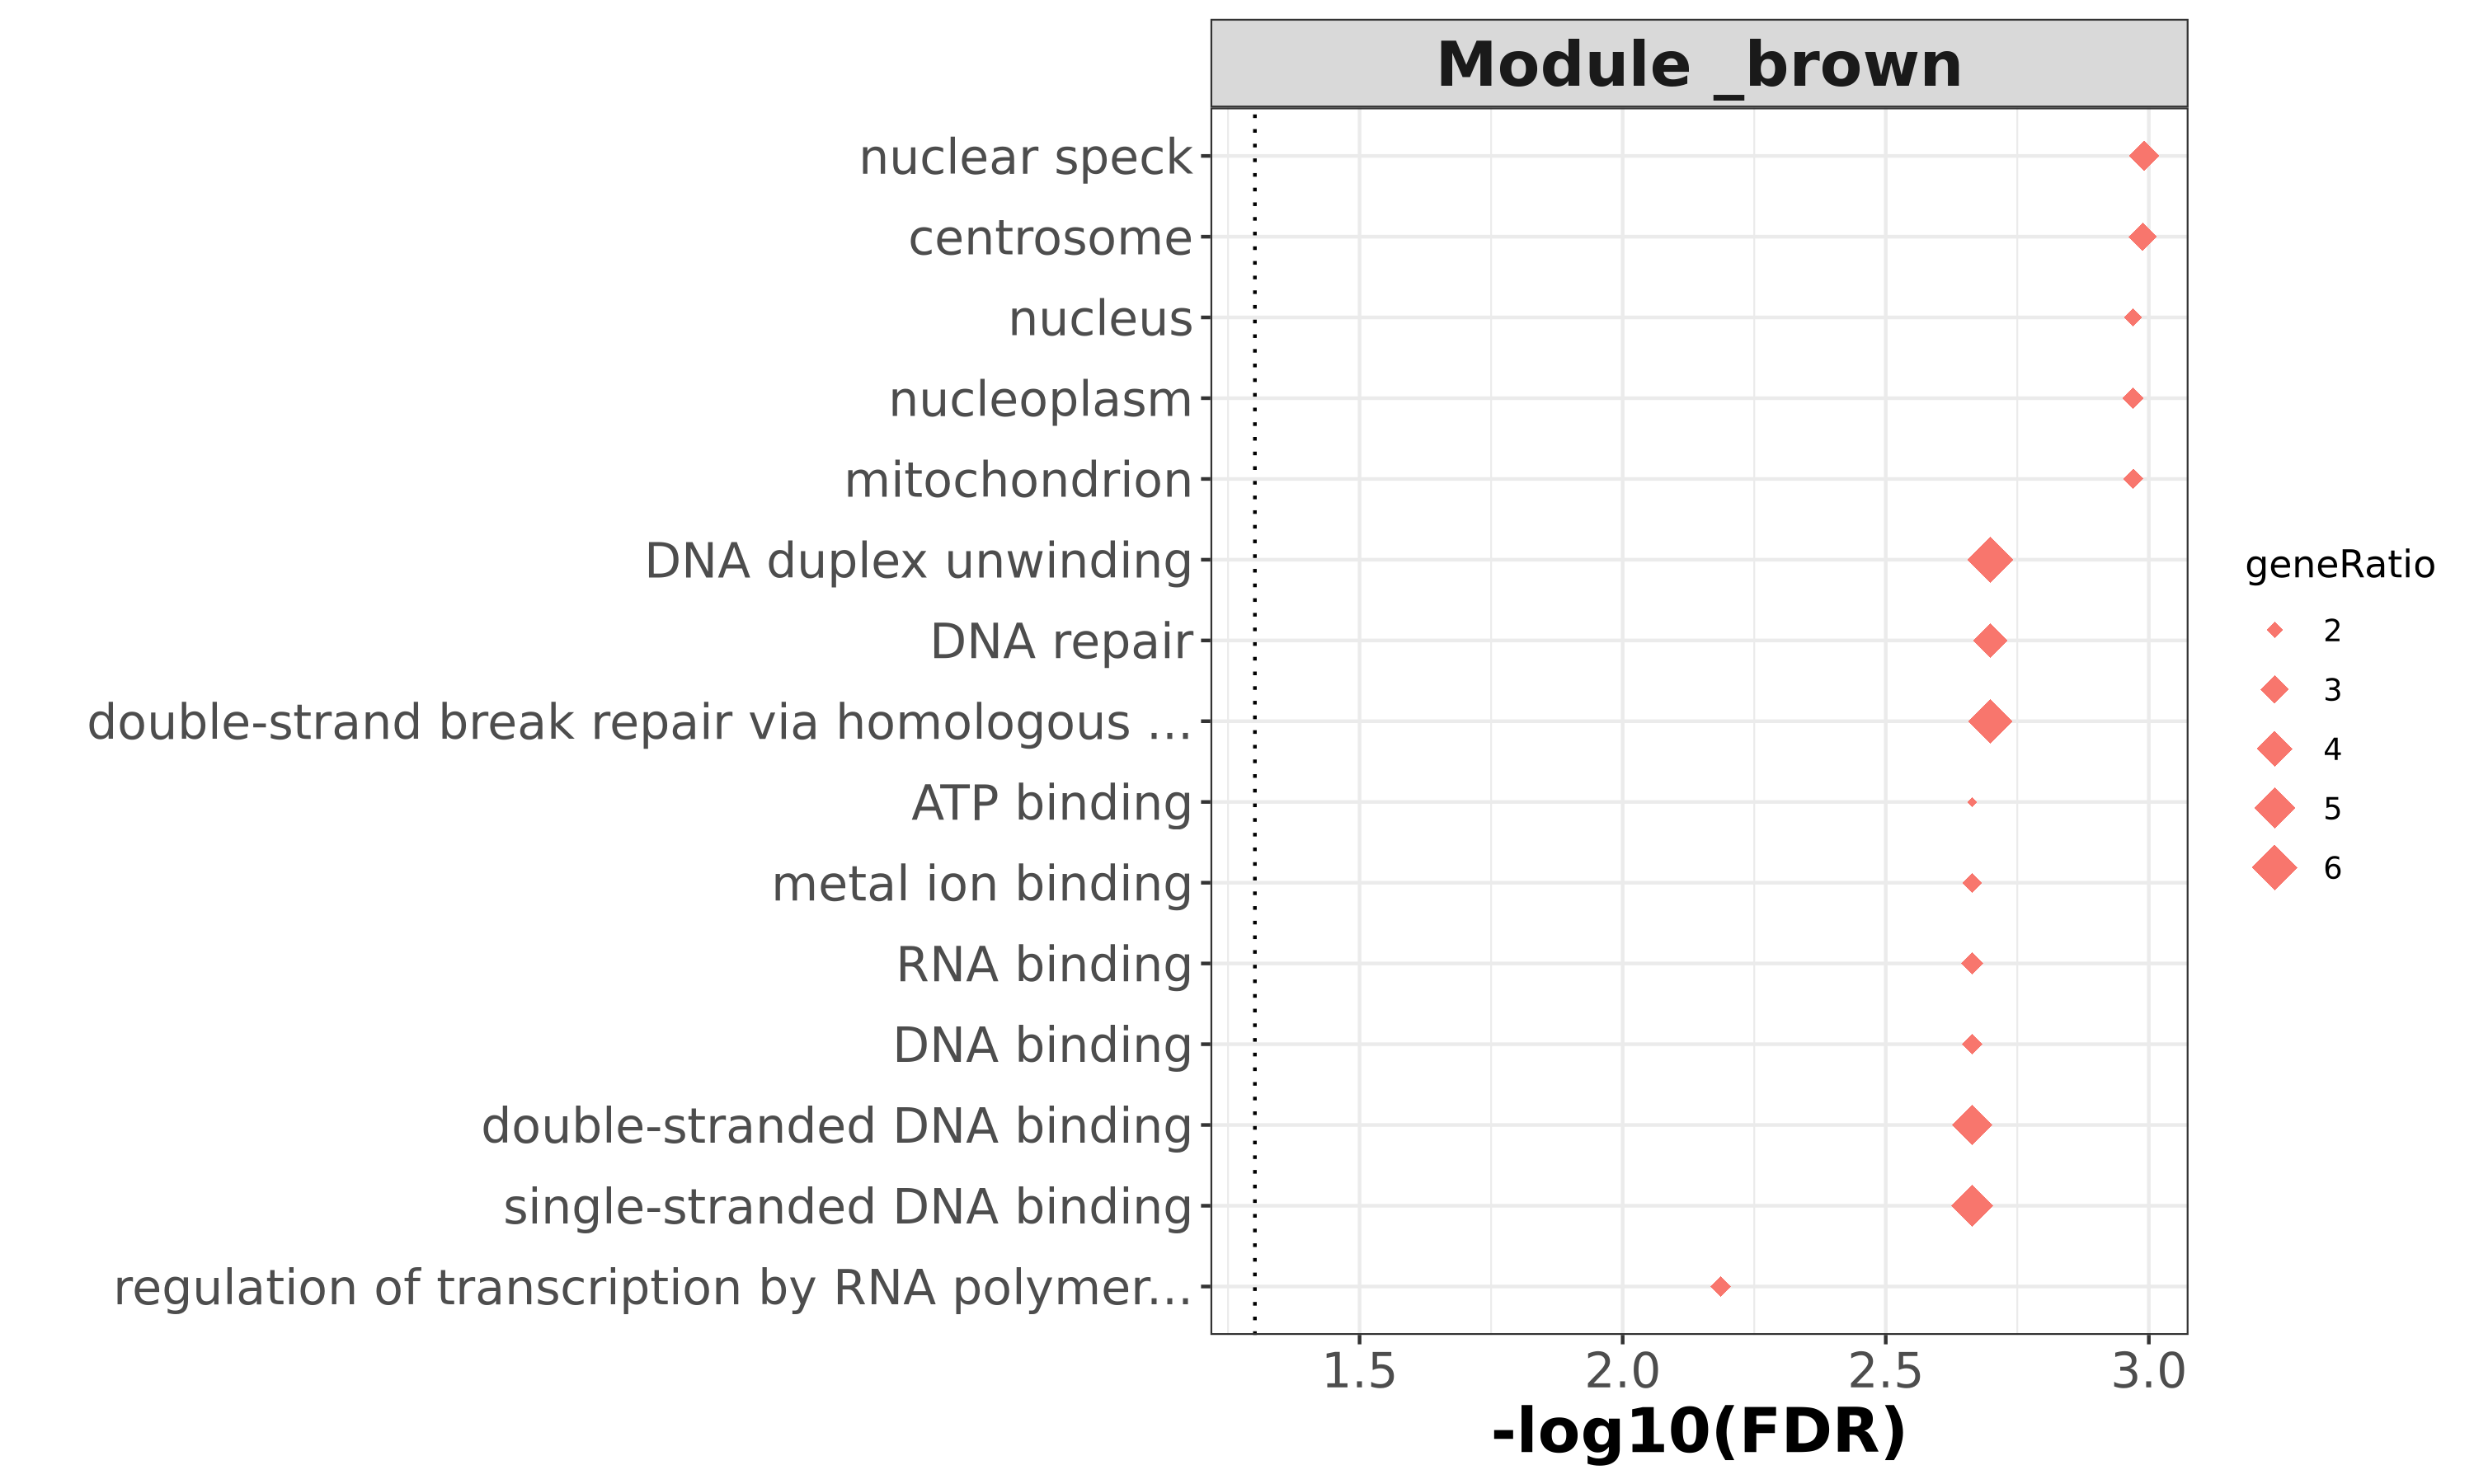 Module _brown
nuclear speck
centrosome
nucleus
nucleoplasm
mitochondrion
DNA duplex unwinding
DNA repair
double-strand break repair via homologous ...
ATP binding
metal ion binding
RNA binding
DNA binding
double-stranded DNA binding
single-stranded DNA binding
regulation of transcription by RNA polymer...
1.5 2.0 2.5 3.0
-log10(FDR)
geneRatio
2
3
4
5
6